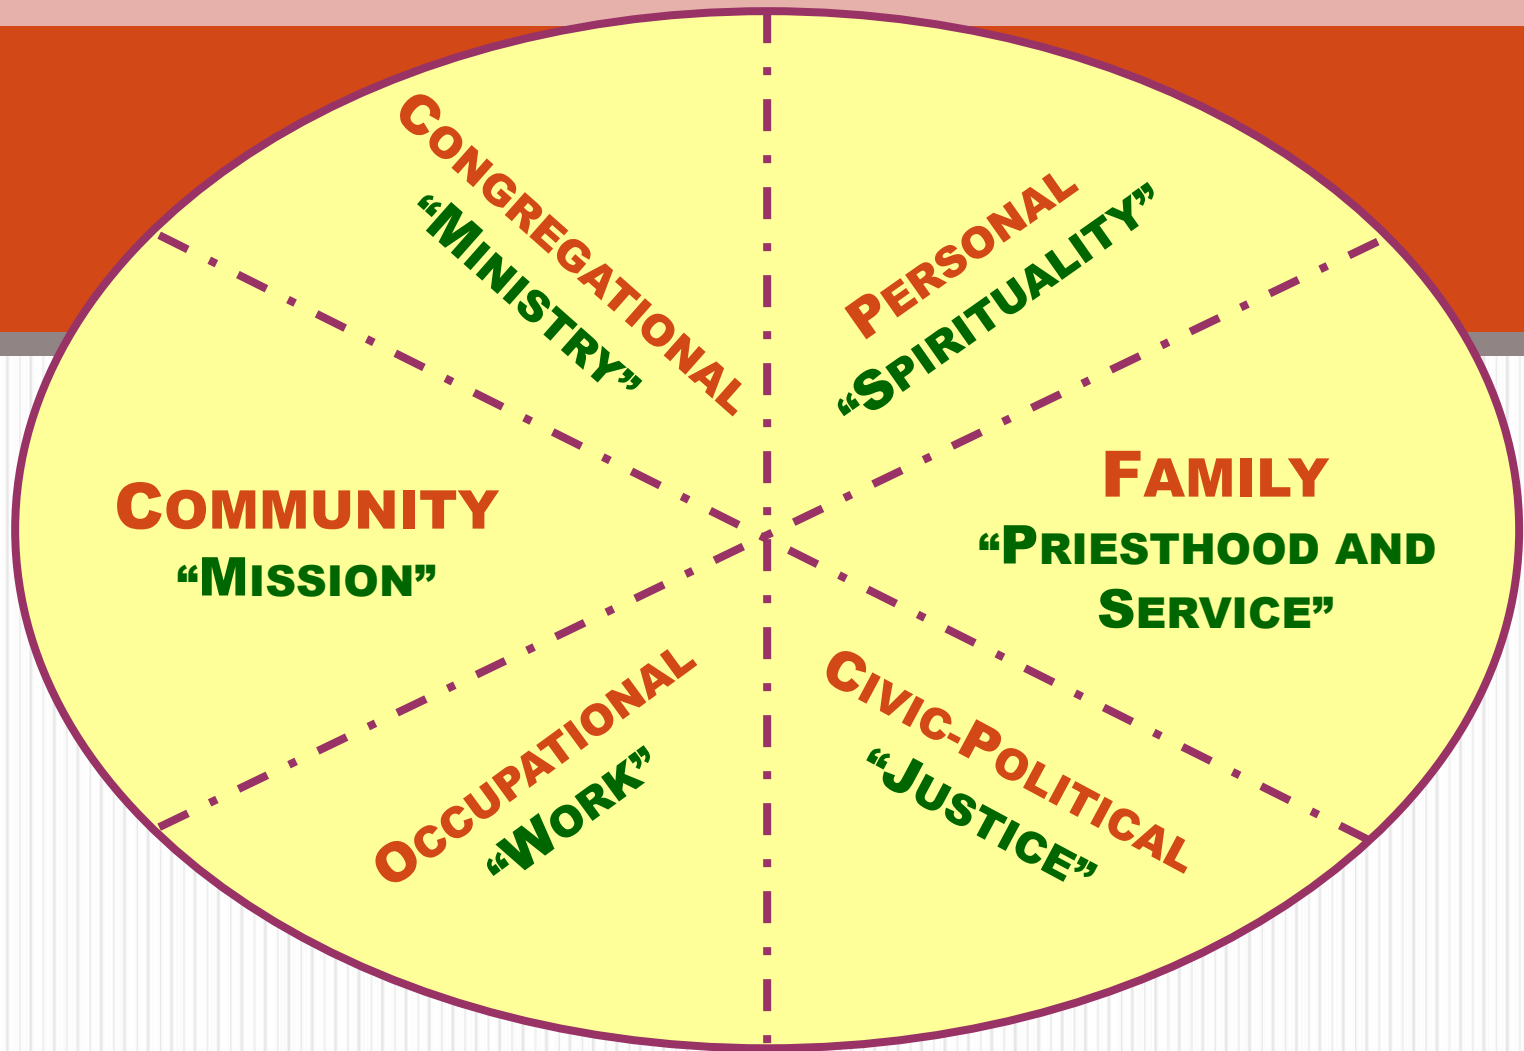 CONGREGATIONAL
“MINISTRY”
PERSONAL
“SPIRITUALITY”
COMMUNITY
“MISSION”
FAMILY
“PRIESTHOOD AND
SERVICE”
OCCUPATIONAL
“WORK”
CIVIC-POLITICAL
“JUSTICE”